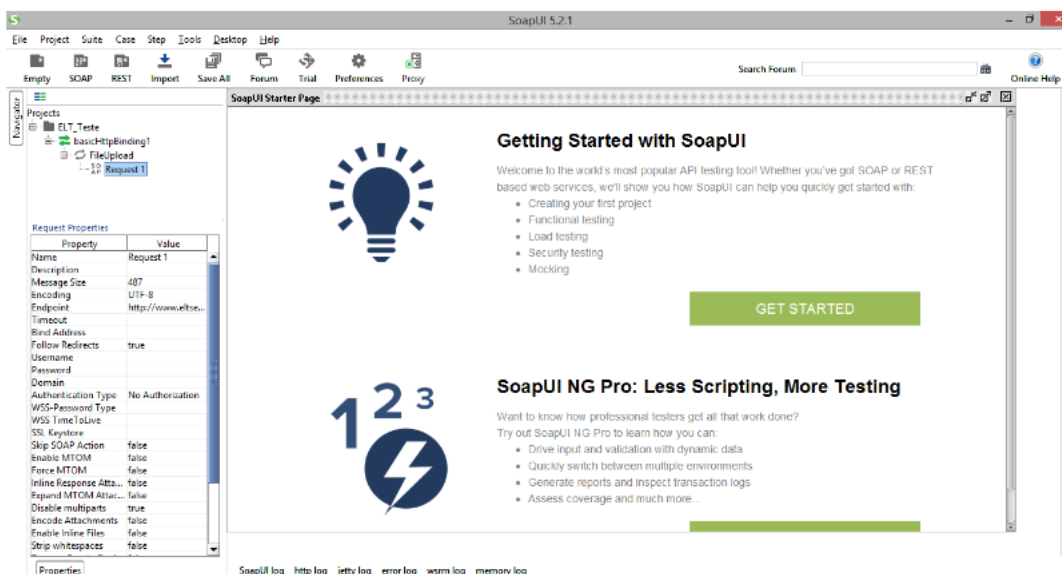 SoapUI 5.2.1
File Project Suite Case Step Tools Desktop Help
Empty SOAP REST Import Save All Forum Trial Preferences Proxy
Search Forum
Online Help
Navigator
Projects
ELT_Teste
basicHttpBinding1
FileUpload
SOAP Request 1
Request Properties
Property Value
Name Request 1
Description
Message Size 487
Encoding UTF-8
Endpoint http://www.eltse...
Timeout
Bind Address
Follow Redirects true
Username
Password
Domain
Authentication Type No Authorization
WSS-Password Type
WSS TimeToLive
SSL Keystore
Skip SOAP Action false
Enable MTOM false
Force MTOM false
Inline Response Atta... false
Expand MTOM Attac... false
Disable multiparts true
Encode Attachments false
Enable Inline Files false
Strip whitespaces false
Properties
SoapUI Starter Page
Getting Started with SoapUI
Welcome to the world's most popular API testing tool! Whether you've got SOAP or REST
based web services, we'll show you how SoapUI can help you quickly get started with:
Creating your first project
Functional testing
Load testing
Security testing
Mocking
GET STARTED
1 2 3
SoapUI NG Pro: Less Scripting, More Testing
Want to know how professional testers get all that work done?
Try out SoapUI NG Pro to learn how you can:
Drive input and validation with dynamic data
Quickly switch between multiple environments
Generate reports and inspect transaction logs
Assess coverage and much more...
SoapUI log http log jetty log error log wsrm log memory log